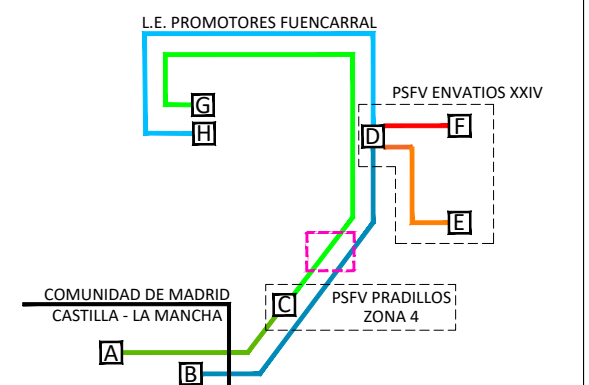 L.E. PROMOTORES FUENCARRAL
PSFV ENVATIOS XXIV
G
H
D
F
E
C
PSFV PRADILLOS
ZONA 4
COMUNIDAD DE MADRID
CASTILLA - LA MANCHA
A
B